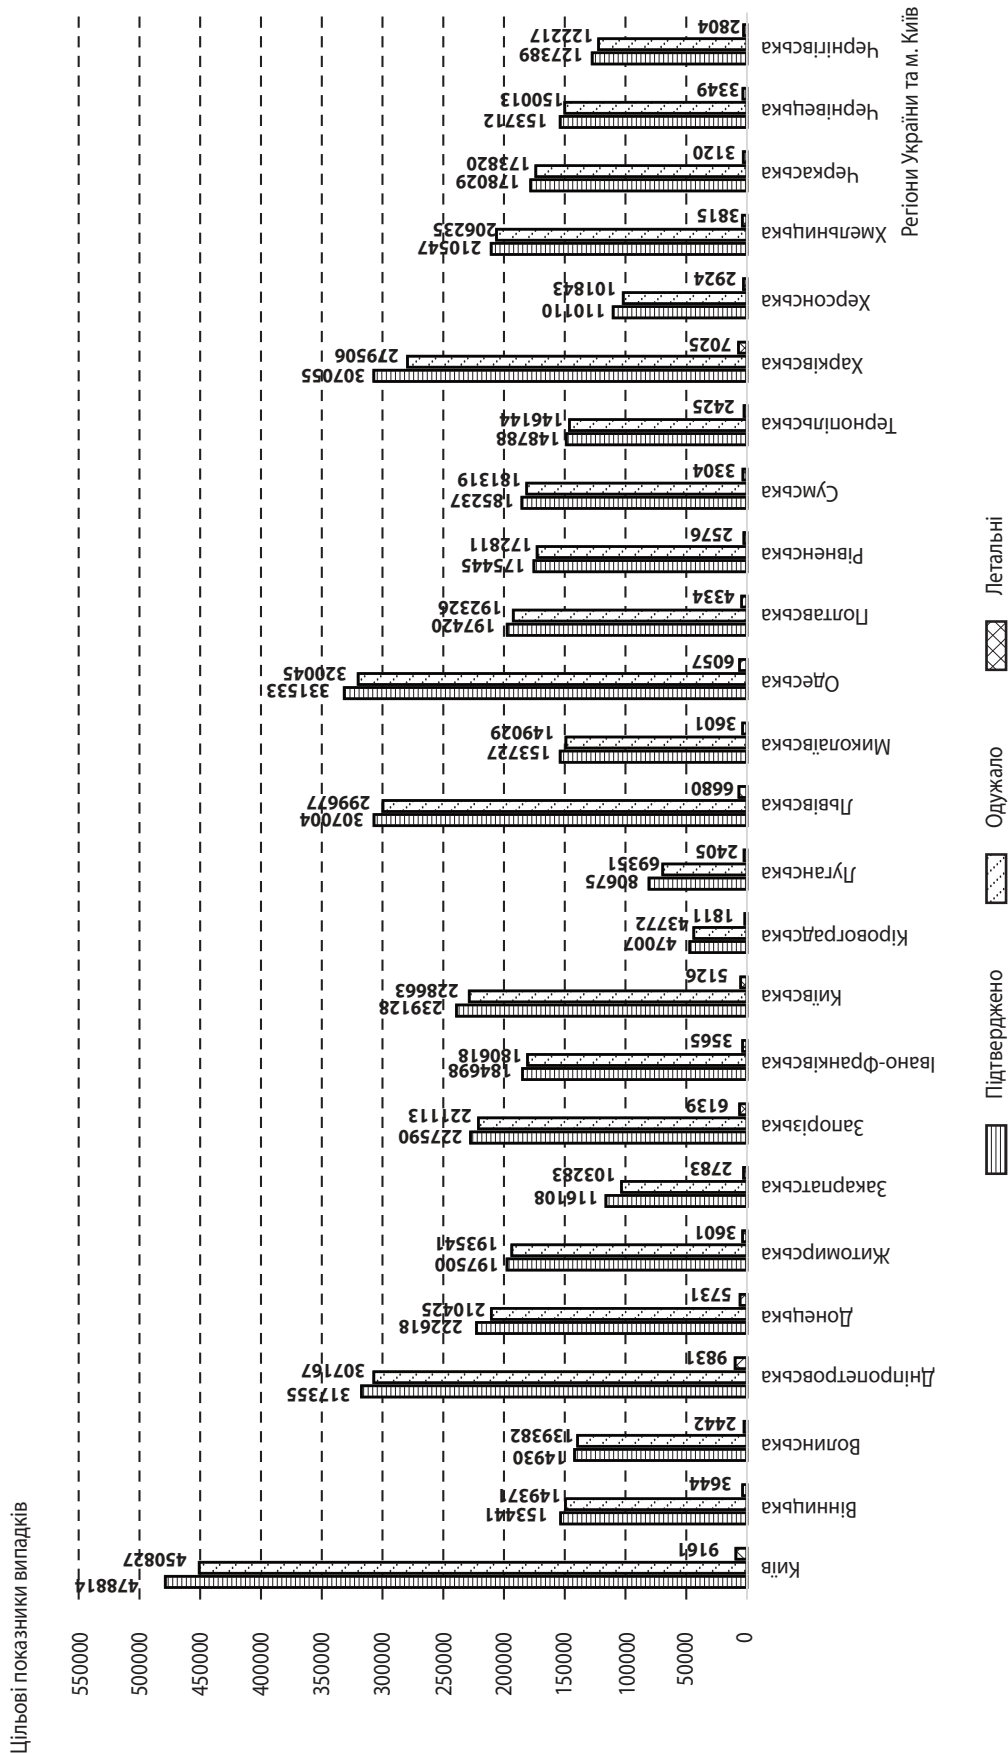 Цільові показники випадків
550000
500000
450000
400000
350000
300000
250000
200000
150000
100000
50000
0
478814
450827
9161
Київ
153441
149371
3644
Вінницька
14930
139382
2442
Волинська
317355
307167
9831
Дніпропетровська
222618
210425
5731
Донецька
197500
193541
3601
Житомирська
116108
103283
2783
Закарпатська
227590
221113
6139
Запорізька
184698
180618
3565
Івано-Франківська
239128
228663
5126
Київська
47007
43772
1811
Кіровоградська
80675
69351
2405
Луганська
307004
299677
6680
Львівська
153727
149029
3601
Миколаївська
331533
320045
6057
Одеська
197420
192326
4334
Полтавська
175445
172811
2576
Рівненська
185237
181319
3304
Сумська
148788
146144
2425
Тернопільська
307055
279506
7025
Харківська
110110
101843
2924
Херсонська
210547
206235
3815
Хмельницька
178029
173820
3120
Черкаська
153712
150013
3349
Чернівецька
127389
122217
2804
Чернігівська
Регіони України та м. Київ
Підтверджено
Одужало
Летальні